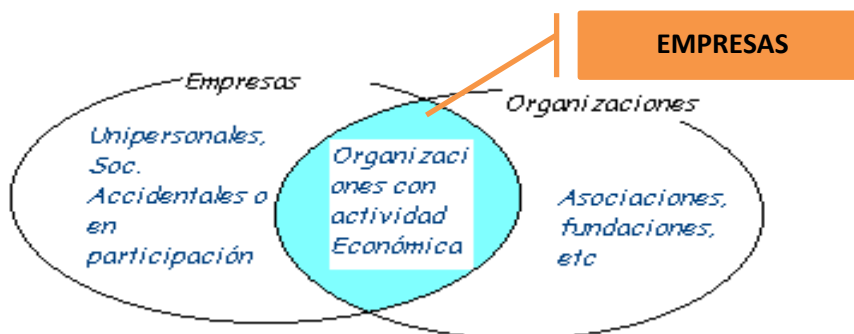 EMPRESAS
Empresas
Organizaciones
Unipersonales,
Soc.
Accidentales o
en
participación
Organizaci
ones con
actividad
Económica
Asociaciones,
fundaciones,
etc